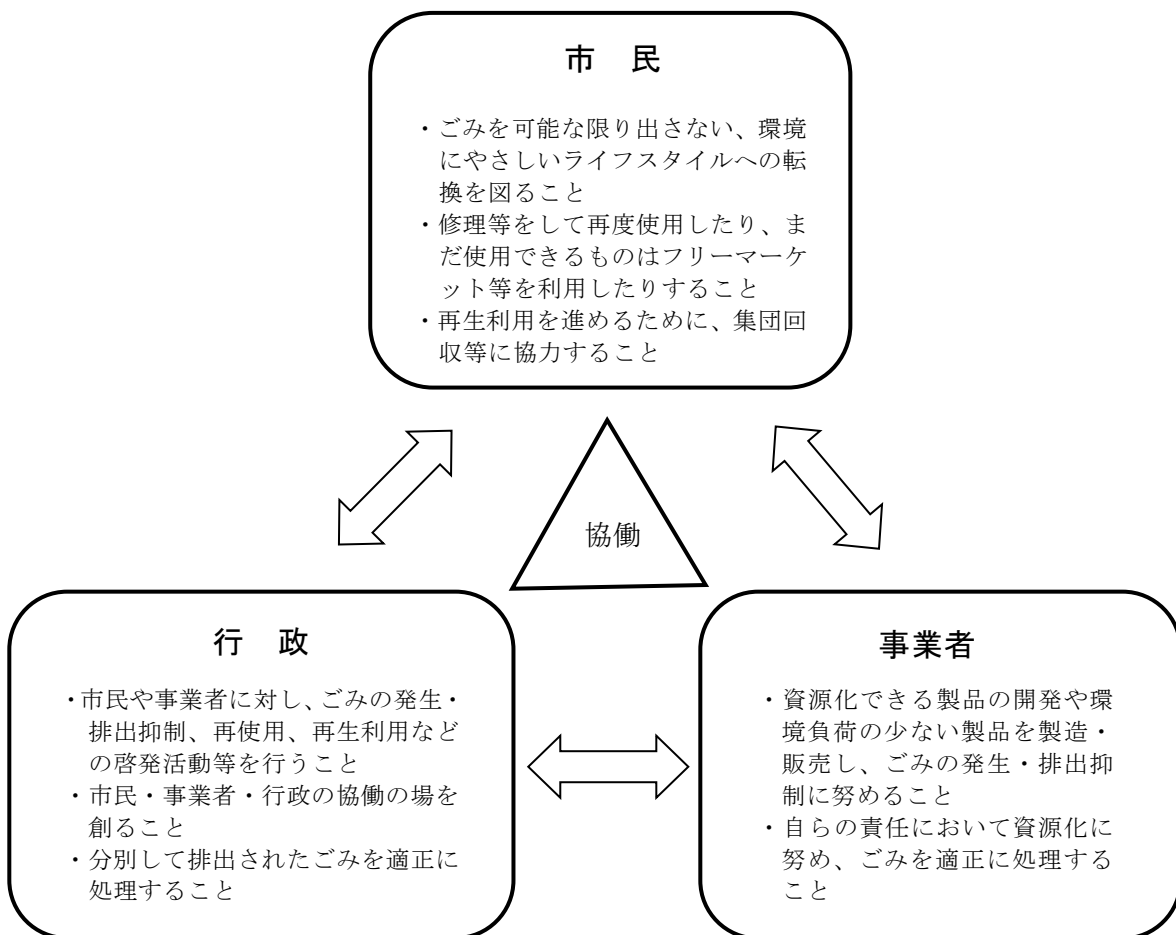 市　民
・ごみを可能な限り出さない、環境
にやさしいライフスタイルへの転
換を図ること
・修理等をして再度使用したり、ま
だ使用できるものはフリーマーケ
ット等を利用したりすること
・再生利用を進めるために、集団回
収等に協力すること
協働
行　政
・市民や事業者に対し、ごみの発生・
排出抑制、再使用、再生利用など
の啓発活動等を行うこと
・市民・事業者・行政の協働の場を
創ること
・分別して排出されたごみを適正に
処理すること
事業者
・資源化できる製品の開発や環
境負荷の少ない製品を製造・
販売し、ごみの発生・排出抑
制に努めること
・自らの責任において資源化に
努め、ごみを適正に処理する
こと